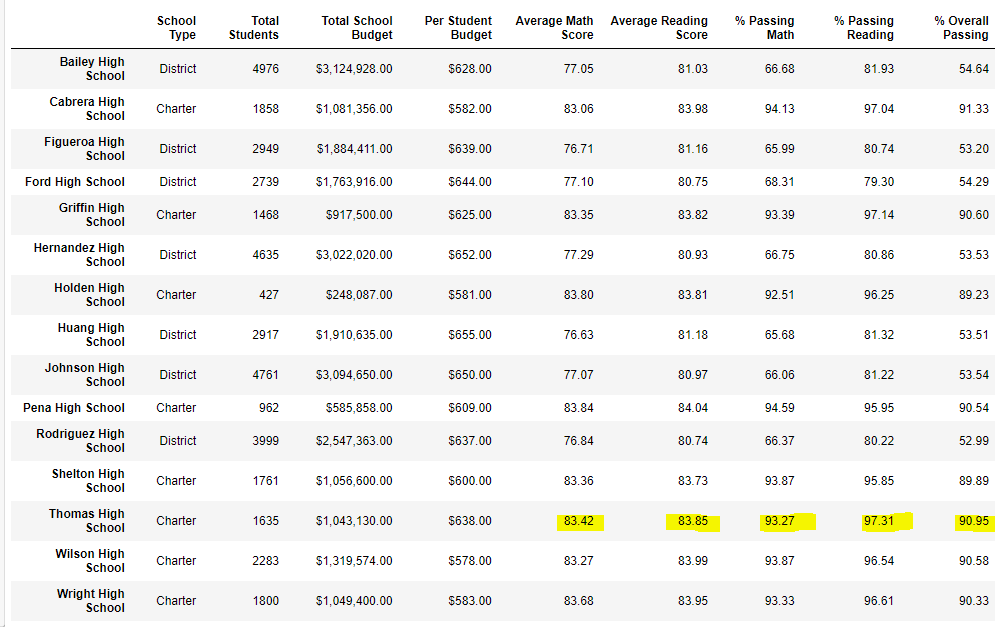 School Type Total Students Total School Budget Per Student Budget Average Math Score Average Reading Score % Passing Math % Passing Reading % Overall Passing
Bailey High School District 4976 $3,124,928.00 $628.00 77.05 81.03 66.68 81.93 54.64
Cabrera High School Charter 1858 $1,081,356.00 $582.00 83.06 83.98 94.13 97.04 91.33
Figueroa High School District 2949 $1,884,411.00 $639.00 76.71 81.16 65.99 80.74 53.20
Ford High School District 2739 $1,763,916.00 $644.00 77.10 80.75 68.31 79.30 54.29
Griffin High School Charter 1468 $917,500.00 $625.00 83.35 83.82 93.39 97.14 90.60
Hernandez High School District 4635 $3,022,020.00 $652.00 77.29 80.93 66.75 80.86 53.53
Holden High School Charter 427 $248,087.00 $581.00 83.80 83.81 92.51 96.25 89.23
Huang High School District 2917 $1,910,635.00 $655.00 76.63 81.18 65.68 81.32 53.51
Johnson High School District 4761 $3,094,650.00 $650.00 77.07 80.97 66.06 81.22 53.54
Pena High School Charter 962 $585,858.00 $609.00 83.84 84.04 94.59 95.95 90.54
Rodriguez High School District 3999 $2,547,363.00 $637.00 76.84 80.74 66.37 80.22 52.99
Shelton High School Charter 1761 $1,056,600.00 $600.00 83.36 83.73 93.87 95.85 89.89
Thomas High School Charter 1635 $1,043,130.00 $638.00 83.42 83.85 93.27 97.31 90.95
Wilson High School Charter 2283 $1,319,574.00 $578.00 83.27 83.99 93.87 96.54 90.58
Wright High School Charter 1800 $1,049,400.00 $583.00 83.68 83.95 93.33 96.61 90.33